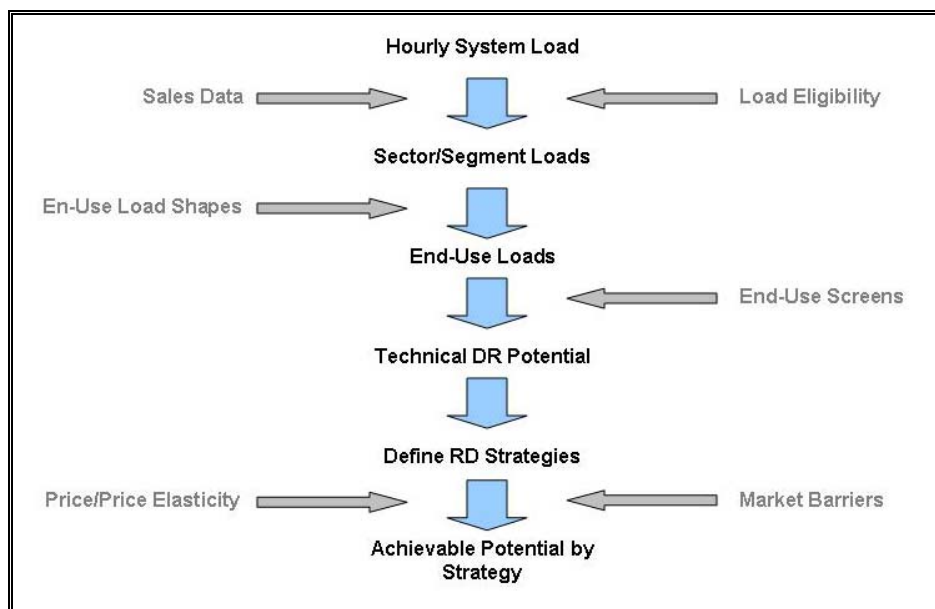 Hourly System Load
Sales Data
Load Eligibility
Sector/Segment Loads
En-Use Load Shapes
End-Use Loads
End-Use Screens
Technical DR Potential
Define RD Strategies
Price/Price Elasticity
Market Barriers
Achievable Potential by
Strategy